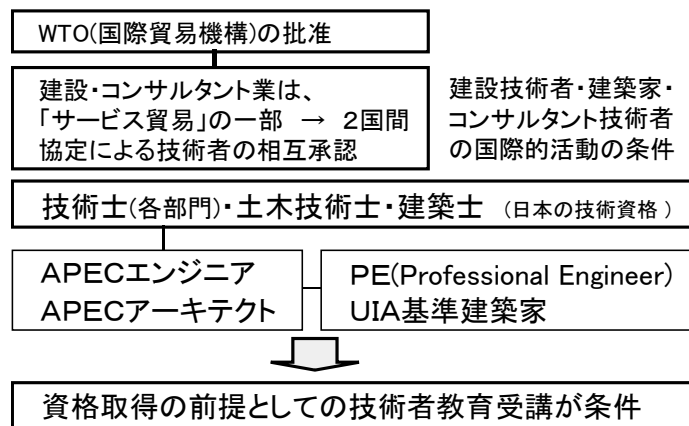 WTO(国際貿易機構)の批准
建設・コンサルタント業は、
「サービス貿易」の一部 → 2国間
協定による技術者の相互承認
建設技術者・建築家・
コンサルタント技術者
の国際的活動の条件
技術士(各部門)・土木技術士・建築士 (日本の技術資格)
APECエンジニア
APECアーキテクト
PE(Professional Engineer)
UIA基準建築家
資格取得の前提としての技術者教育受講が条件